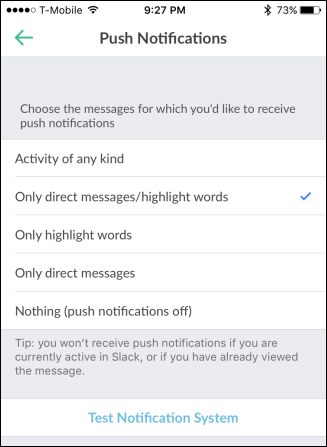 T-Mobile 9:27 PM 73%
Push Notifications
Choose the messages for which you'd like to receive
push notifications
Activity of any kind
Only direct messages/highlight words
Only highlight words
Only direct messages
Nothing (push notifications off)
Tip: you won't receive push notifications if you are
currently active in Slack, or if you have already viewed
the message.
Test Notification System